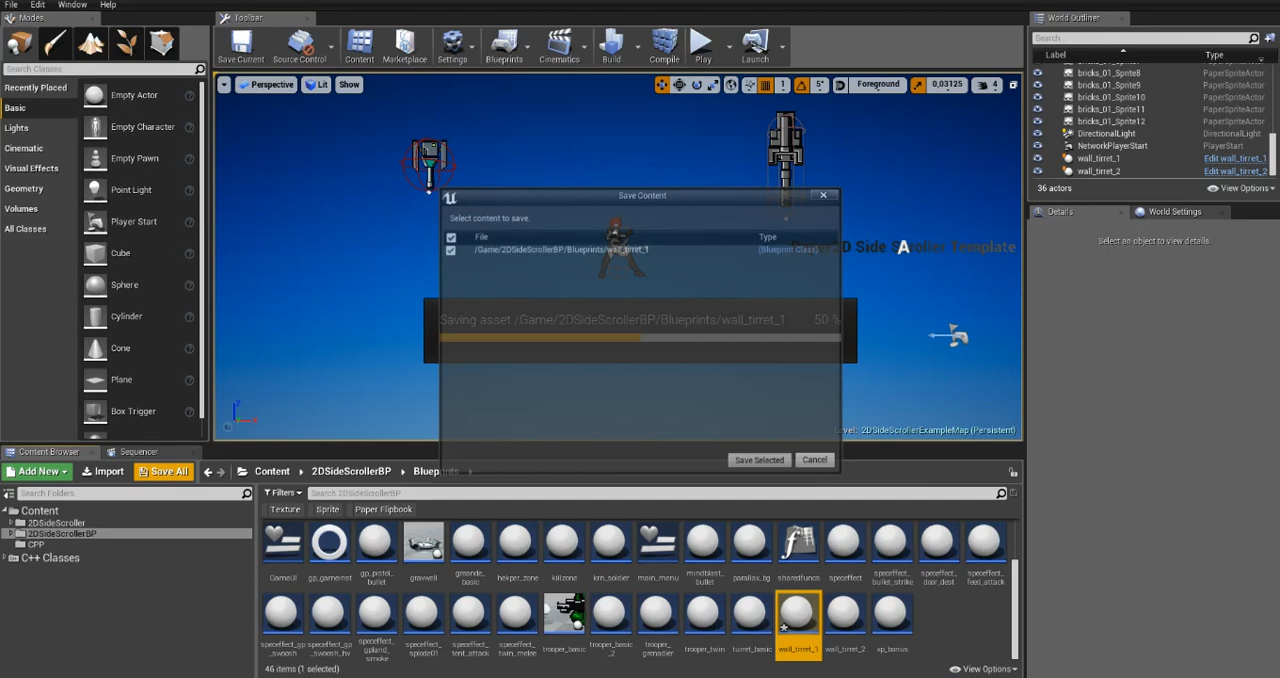 File Edit Window Help
Modes
Toolbar
World Outliner
Search Classes
Recently Placed
Basic
Lights
Cinematic
Visual Effects
Geometry
Volumes
All Classes
Empty Actor
Empty Character
Empty Pawn
Point Light
Player Start
Cube
Sphere
Cylinder
Cone
Plane
Box Trigger
Save Current Source Control Content Marketplace Settings Blueprints Cinematics Build Compile Play Launch
Perspective Lit Show
1 5° Foreground 0,03125 4
Save Content
Select content to save.
File Type
/Game/2DSideScrollerBP/Blueprints/wall_tirret_1 (Blueprint Class)
2D Side Scroller Template
Saving asset /Game/2DSideScrollerBP/Blueprints/wall_tirret_1 50 %
Save Selected Cancel
Level: 2DSideScrollerExampleMap (Persistent)
Search...
Label Type
bricks_01_Sprite8 PaperSpriteActor
bricks_01_Sprite9 PaperSpriteActor
bricks_01_Sprite10 PaperSpriteActor
bricks_01_Sprite11 PaperSpriteActor
bricks_01_Sprite12 PaperSpriteActor
DirectionalLight DirectionalLight
NetworkPlayerStart PlayerStart
wall_tirret_1 Edit wall_tirret_1
wall_tirret_2 Edit wall_tirret_2
36 actors View Options
Details World Settings
Select an object to view details.
Content Browser Sequencer
Add New Import Save All Content 2DSideScrollerBP Blueprints
Search Folders
Content
2DSideScroller
2DSideScrollerBP
CPP
C++ Classes
Filters Search 2DSideScrollerBP
Texture Sprite Paper Flipbook
GameUI
gp_gameinst
gp_pistol_bullet
gravwell
greande_basic
hekper_zone
killzone
krn_soldier
main_menu
mindblast_bullet
parallax_bg
sharedfuncs
speceffect
speceffect_bullet_strike
speceffect_door_dest
speceffect_feed_attack
speceffect_gp_swoosh
speceffect_gp_swoosh_hv
speceffect_gpland_smoke
speceffect_splode01
speceffect_tent_attack
speceffect_twin_melee
trooper_basic
trooper_basic_2
trooper_grenadier
trooper_twin
turret_basic
wall_tirret_1
wall_tirret_2
xp_bonus
46 items (1 selected) View Options